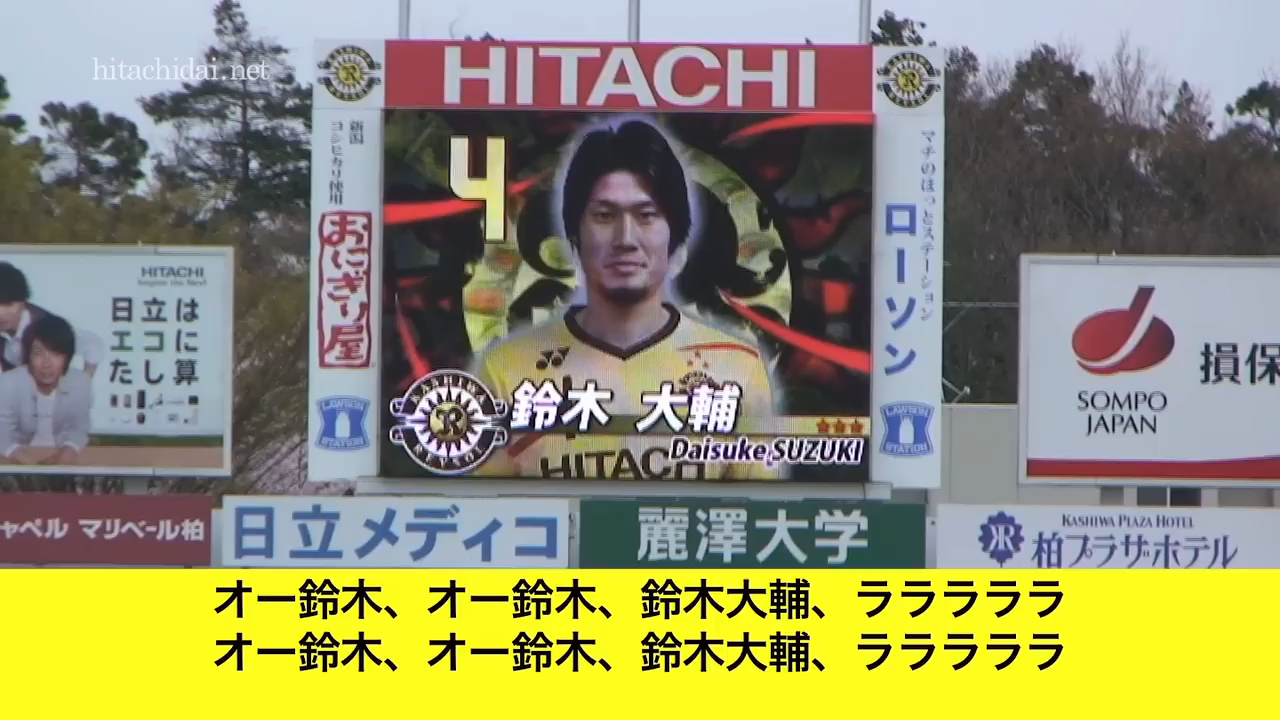 hitachidai.net
HITACHI
新潟
コシヒカリ使用
おにぎり屋
LAWSON
STATION
4
鈴木 大輔
Daisuke SUZUKI
KASHIWA
REYSOL
HITACHI
マチのほっとステーション
ローソン
LAWSON
STATION
HITACHI
Inspire the Next
日立は
エコに
たし算
SOMPO
JAPAN
損保
ャペル マリベール柏
日立メディコ
麗澤大学
KASHIWA PLAZA HOTEL
柏プラザホテル
オー鈴木、オー鈴木、鈴木大輔、ラララララ
オー鈴木、オー鈴木、鈴木大輔、ラララララ